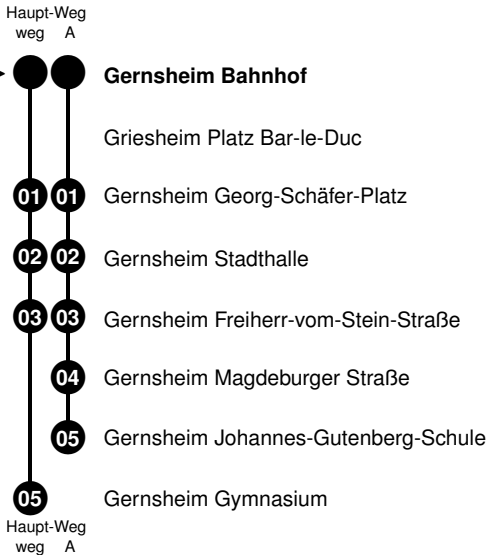 Haupt-Weg
weg A
Gernsheim Bahnhof
Griesheim Platz Bar-le-Duc
01 01 Gernsheim Georg-Schäfer-Platz
02 02 Gernsheim Stadthalle
03 03 Gernsheim Freiherr-vom-Stein-Straße
04 Gernsheim Magdeburger Straße
05 Gernsheim Johannes-Gutenberg-Schule
05 Gernsheim Gymnasium
Haupt-Weg
weg A